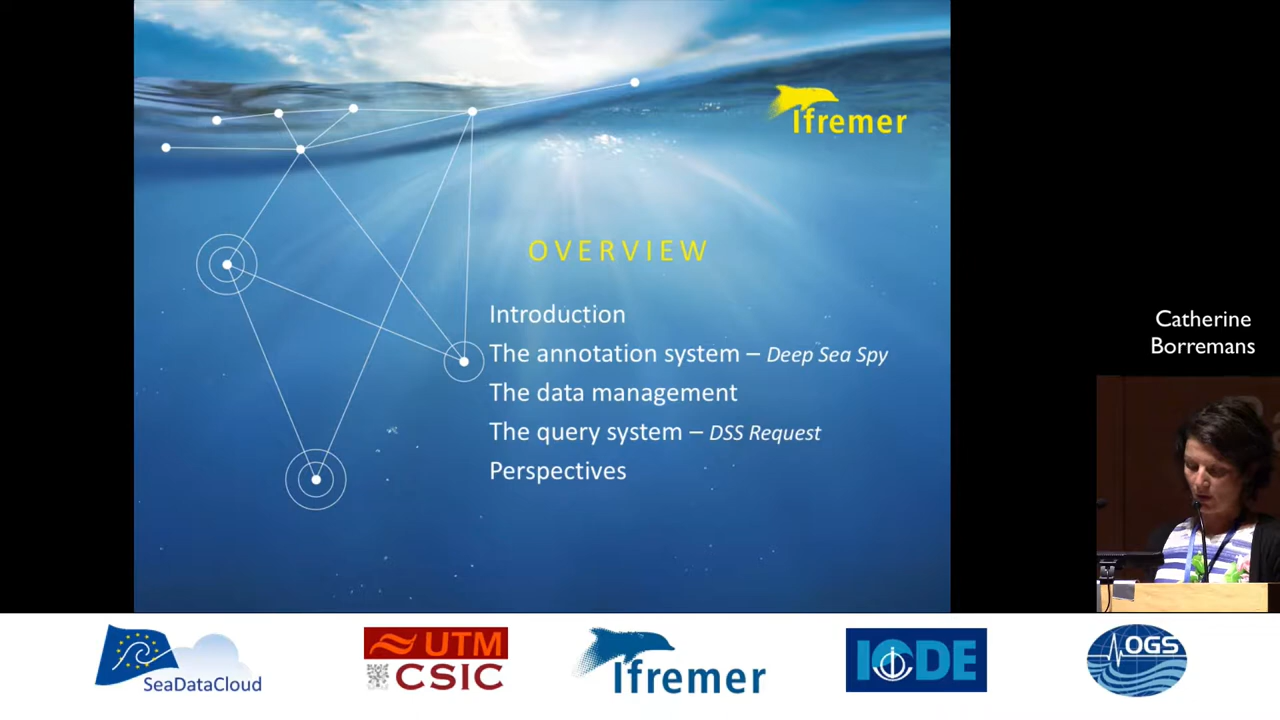 Ifremer
OVERVIEW
Introduction
The annotation system – Deep Sea Spy
The data management
The query system – DSS Request
Perspectives
Catherine
Borremans
SeaDataCloud
UTM
CSIC
Ifremer
IODE
OGS